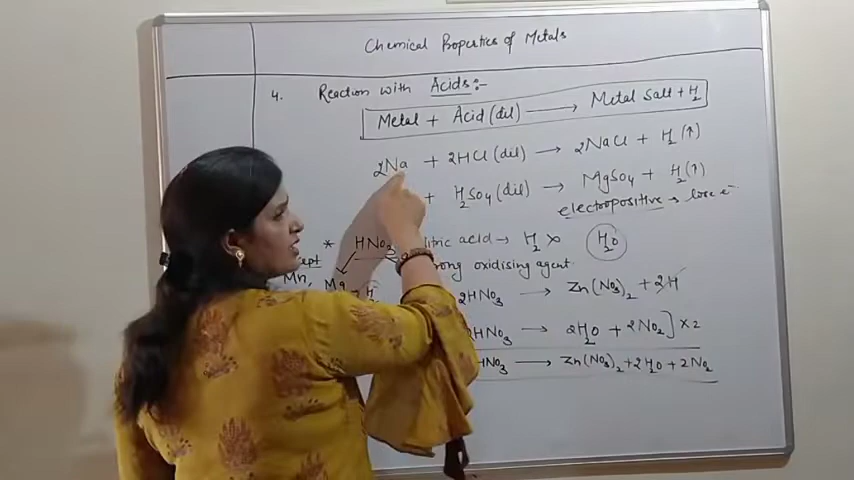 Chemical Properties of Metals
4. Reaction with Acids:-
Metal + Acid (dil) → Metal Salt + H₂
2Na + 2HCl (dil) → 2NaCl + H₂(↑)
+ H₂SO₄ (dil) → MgSO₄ + H₂(↑)
electropositive → lose e⁻
* HNO₃ nitric acid → H₂ × H₂O
strong oxidising agent
Mn, Mg → H
2HNO₃ → Zn(NO₃)₂ + 2H
2HNO₃ → 2H₂O + 2NO₂] × 2
HNO₃ → Zn(NO₃)₂ + 2H₂O + 2NO₂